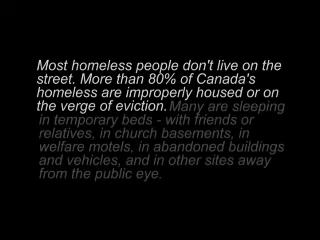 Most homeless people don't live on the
street. More than 80% of Canada's
homeless are improperly housed or on
the verge of eviction. Many are sleeping
in temporary beds - with friends or
relatives, in church basements, in
welfare motels, in abandoned buildings
and vehicles, and in other sites away
from the public eye.